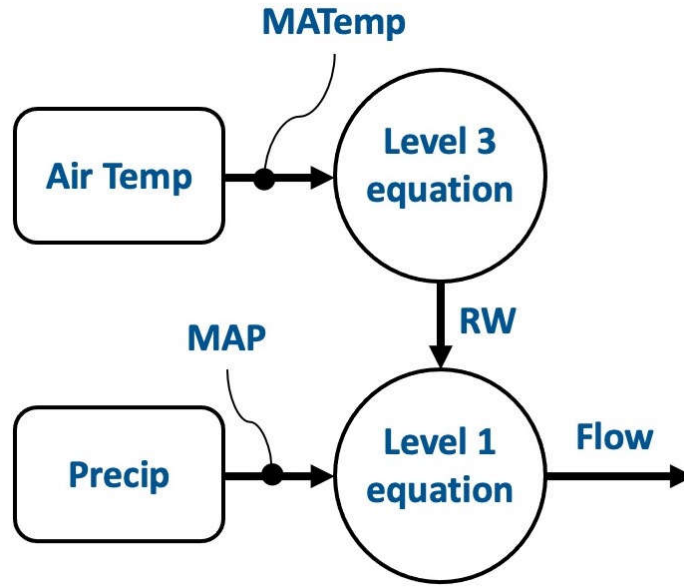 MATemp
Air Temp
Level 3
equation
RW
MAP
Precip
Level 1
equation
Flow